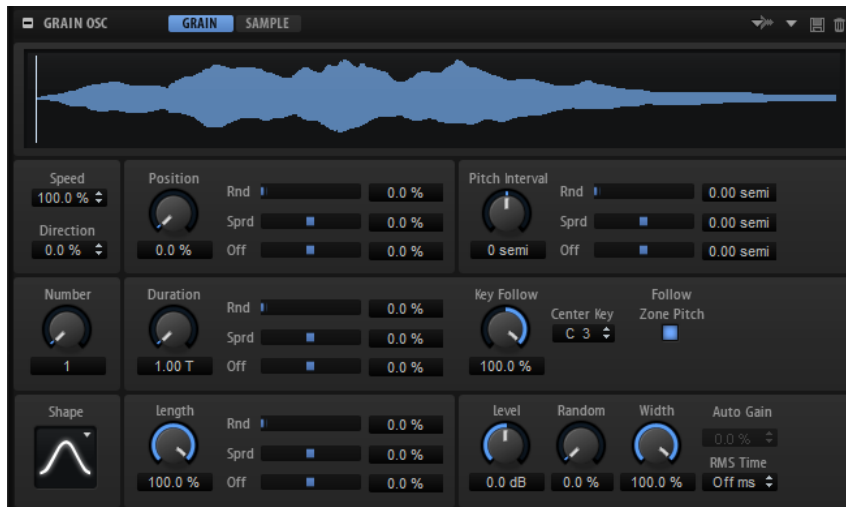 GRAIN OSC GRAIN SAMPLE
Speed
100.0 %
Direction
0.0 %
Position
0.0 %
Rnd 0.0 %
Sprd 0.0 %
Off 0.0 %
Pitch Interval
0 semi
Rnd 0.00 semi
Sprd 0.00 semi
Off 0.00 semi
Number
1
Duration
1.00 T
Rnd 0.0 %
Sprd 0.0 %
Off 0.0 %
Key Follow
100.0 %
Center Key
C 3
Follow
Zone Pitch
Shape
Length
100.0 %
Rnd 0.0 %
Sprd 0.0 %
Off 0.0 %
Level
0.0 dB
Random
0.0 %
Width
100.0 %
Auto Gain
0.0 %
RMS Time
Off ms